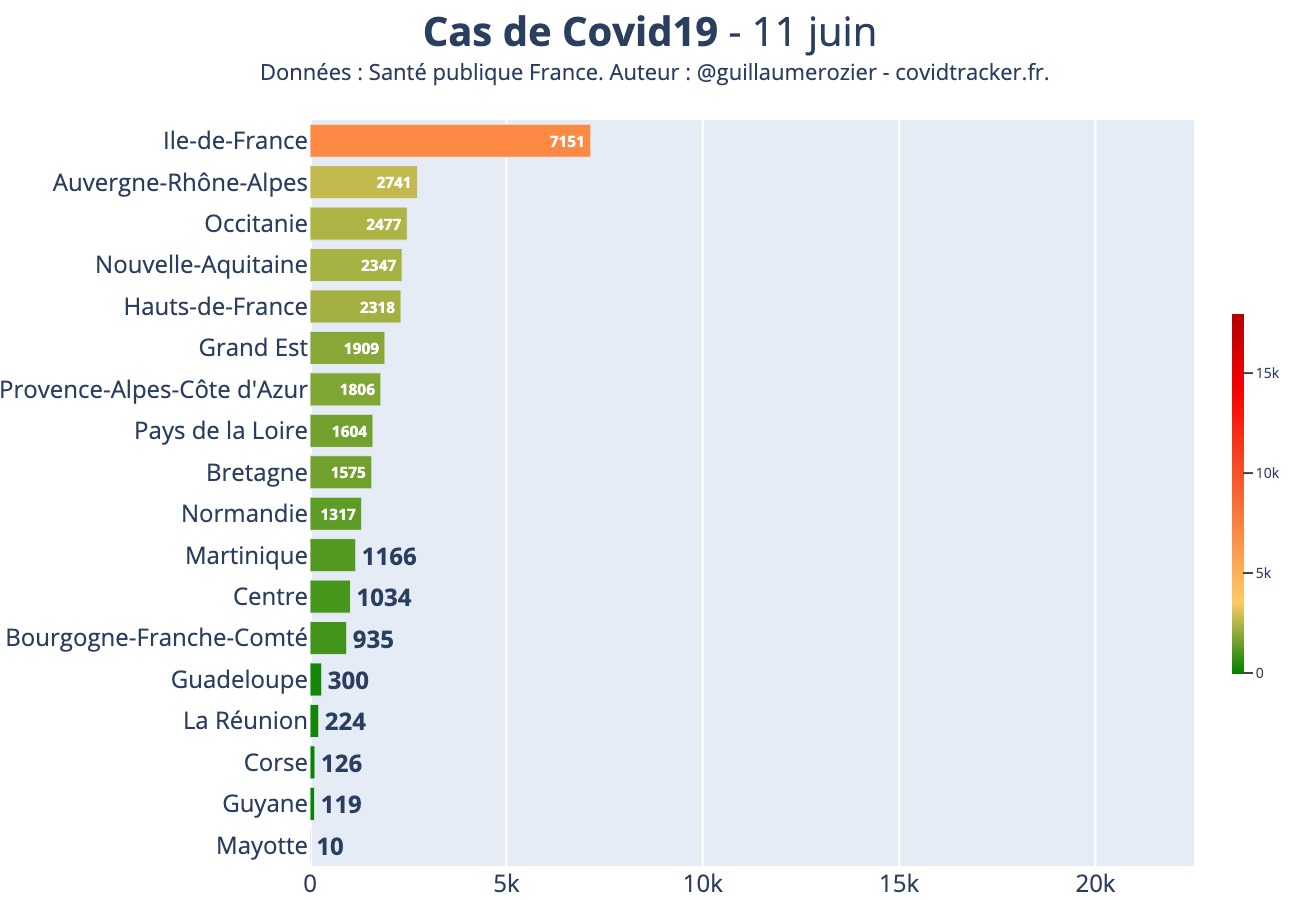 Cas de Covid19 - 11 juin
Données : Santé publique France. Auteur : @guillaumerozier - covidtracker.fr.
Ile-de-France 7151
Auvergne-Rhône-Alpes 2741
Occitanie 2477
Nouvelle-Aquitaine 2347
Hauts-de-France 2318
Grand Est 1909
Provence-Alpes-Côte d'Azur 1806
Pays de la Loire 1604
Bretagne 1575
Normandie 1317
Martinique 1166
Centre 1034
Bourgogne-Franche-Comté 935
Guadeloupe 300
La Réunion 224
Corse 126
Guyane 119
Mayotte 10
0 5k 10k 15k 20k
15k
10k
5k
0